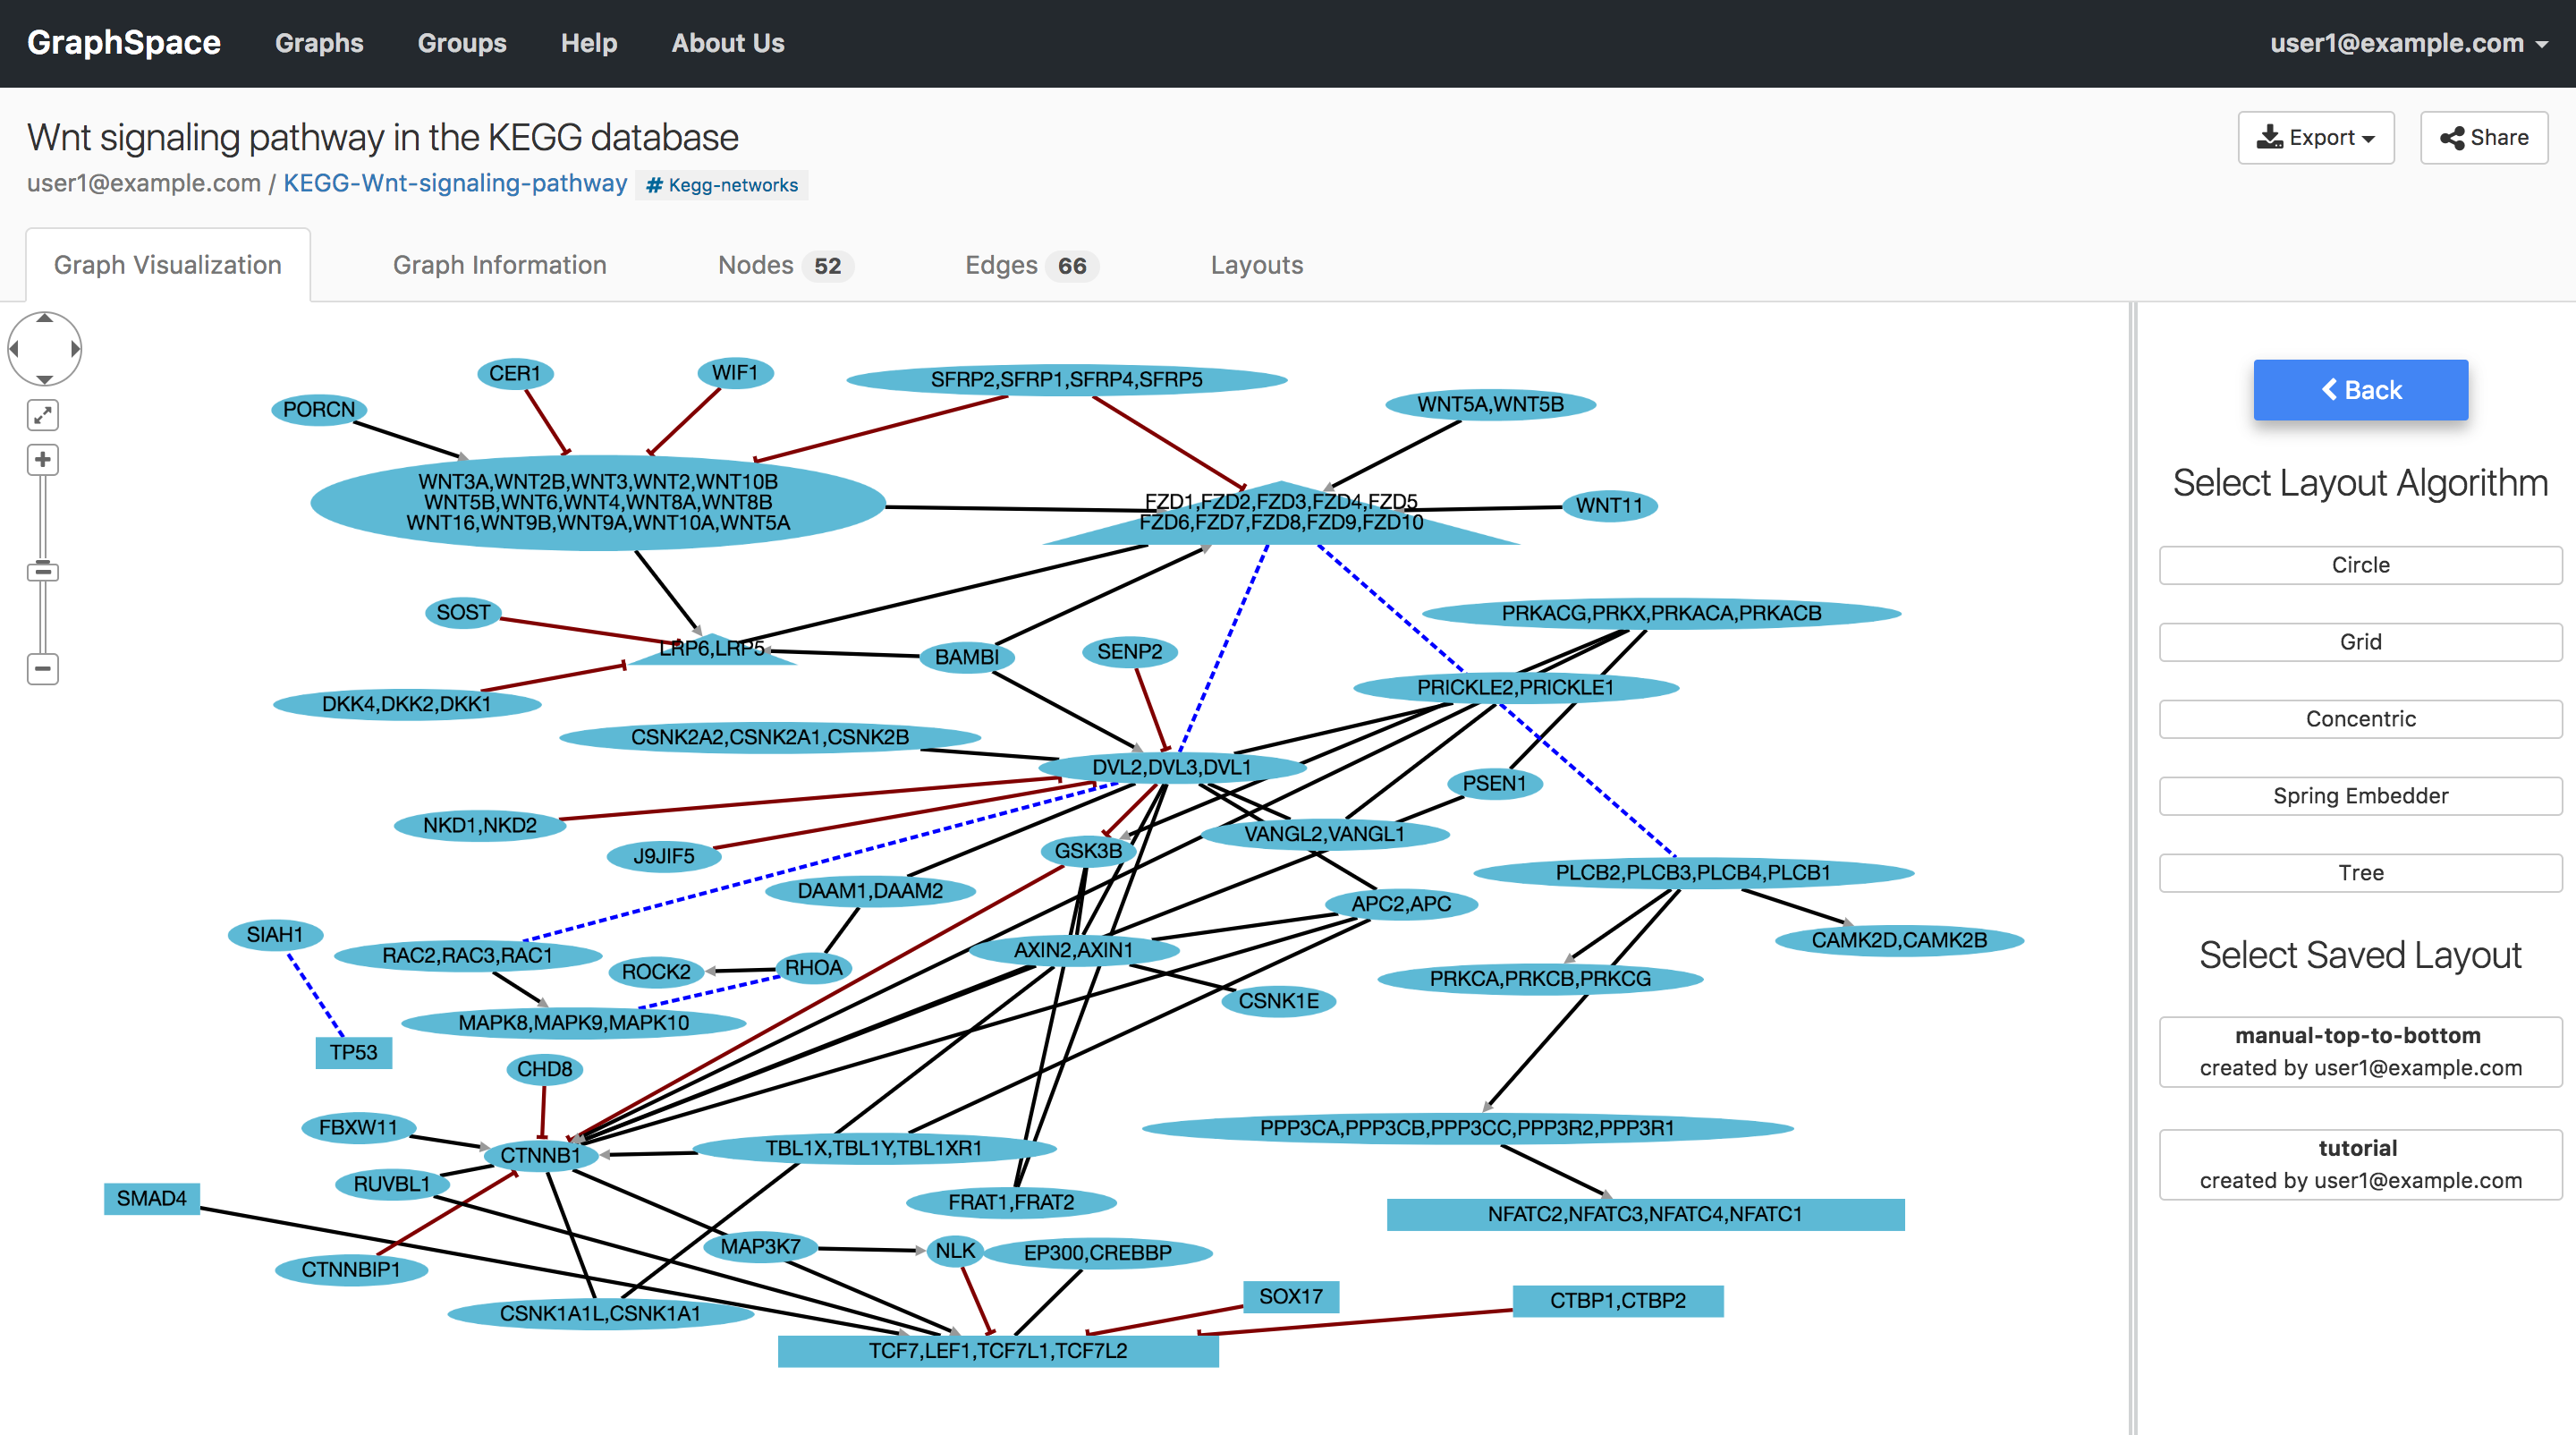 GraphSpace
Graphs
Groups
Help
About Us
user1@example.com
Wnt signaling pathway in the KEGG database
Export
Share
user1@example.com / KEGG-Wnt-signaling-pathway
# Kegg-networks
Graph Visualization
Graph Information
Nodes 52
Edges 66
Layouts
CER1
WIF1
SFRP2,SFRP1,SFRP4,SFRP5
PORCN
WNT5A,WNT5B
WNT3A,WNT2B,WNT3,WNT2,WNT10B
WNT5B,WNT6,WNT4,WNT8A,WNT8B
WNT16,WNT9B,WNT9A,WNT10A,WNT5A
FZD1,FZD2,FZD3,FZD4,FZD5
FZD6,FZD7,FZD8,FZD9,FZD10
WNT11
SOST
PRKACG,PRKX,PRKACA,PRKACB
LRP6,LRP5
BAMBI
SENP2
PRICKLE2,PRICKLE1
DKK4,DKK2,DKK1
CSNK2A2,CSNK2A1,CSNK2B
DVL2,DVL3,DVL1
PSEN1
NKD1,NKD2
VANGL2,VANGL1
J9JIF5
GSK3B
PLCB2,PLCB3,PLCB4,PLCB1
DAAM1,DAAM2
APC2,APC
SIAH1
CAMK2D,CAMK2B
RAC2,RAC3,RAC1
AXIN2,AXIN1
ROCK2
RHOA
PRKCA,PRKCB,PRKCG
CSNK1E
MAPK8,MAPK9,MAPK10
TP53
CHD8
FBXW11
PPP3CA,PPP3CB,PPP3CC,PPP3R2,PPP3R1
CTNNB1
TBL1X,TBL1Y,TBL1XR1
RUVBL1
SMAD4
FRAT1,FRAT2
NFATC2,NFATC3,NFATC4,NFATC1
MAP3K7
NLK
EP300,CREBBP
CTNNBIP1
SOX17
CTBP1,CTBP2
CSNK1A1L,CSNK1A1
TCF7,LEF1,TCF7L1,TCF7L2
Back
Select Layout Algorithm
Circle
Grid
Concentric
Spring Embedder
Tree
Select Saved Layout
manual-top-to-bottom
created by user1@example.com
tutorial
created by user1@example.com